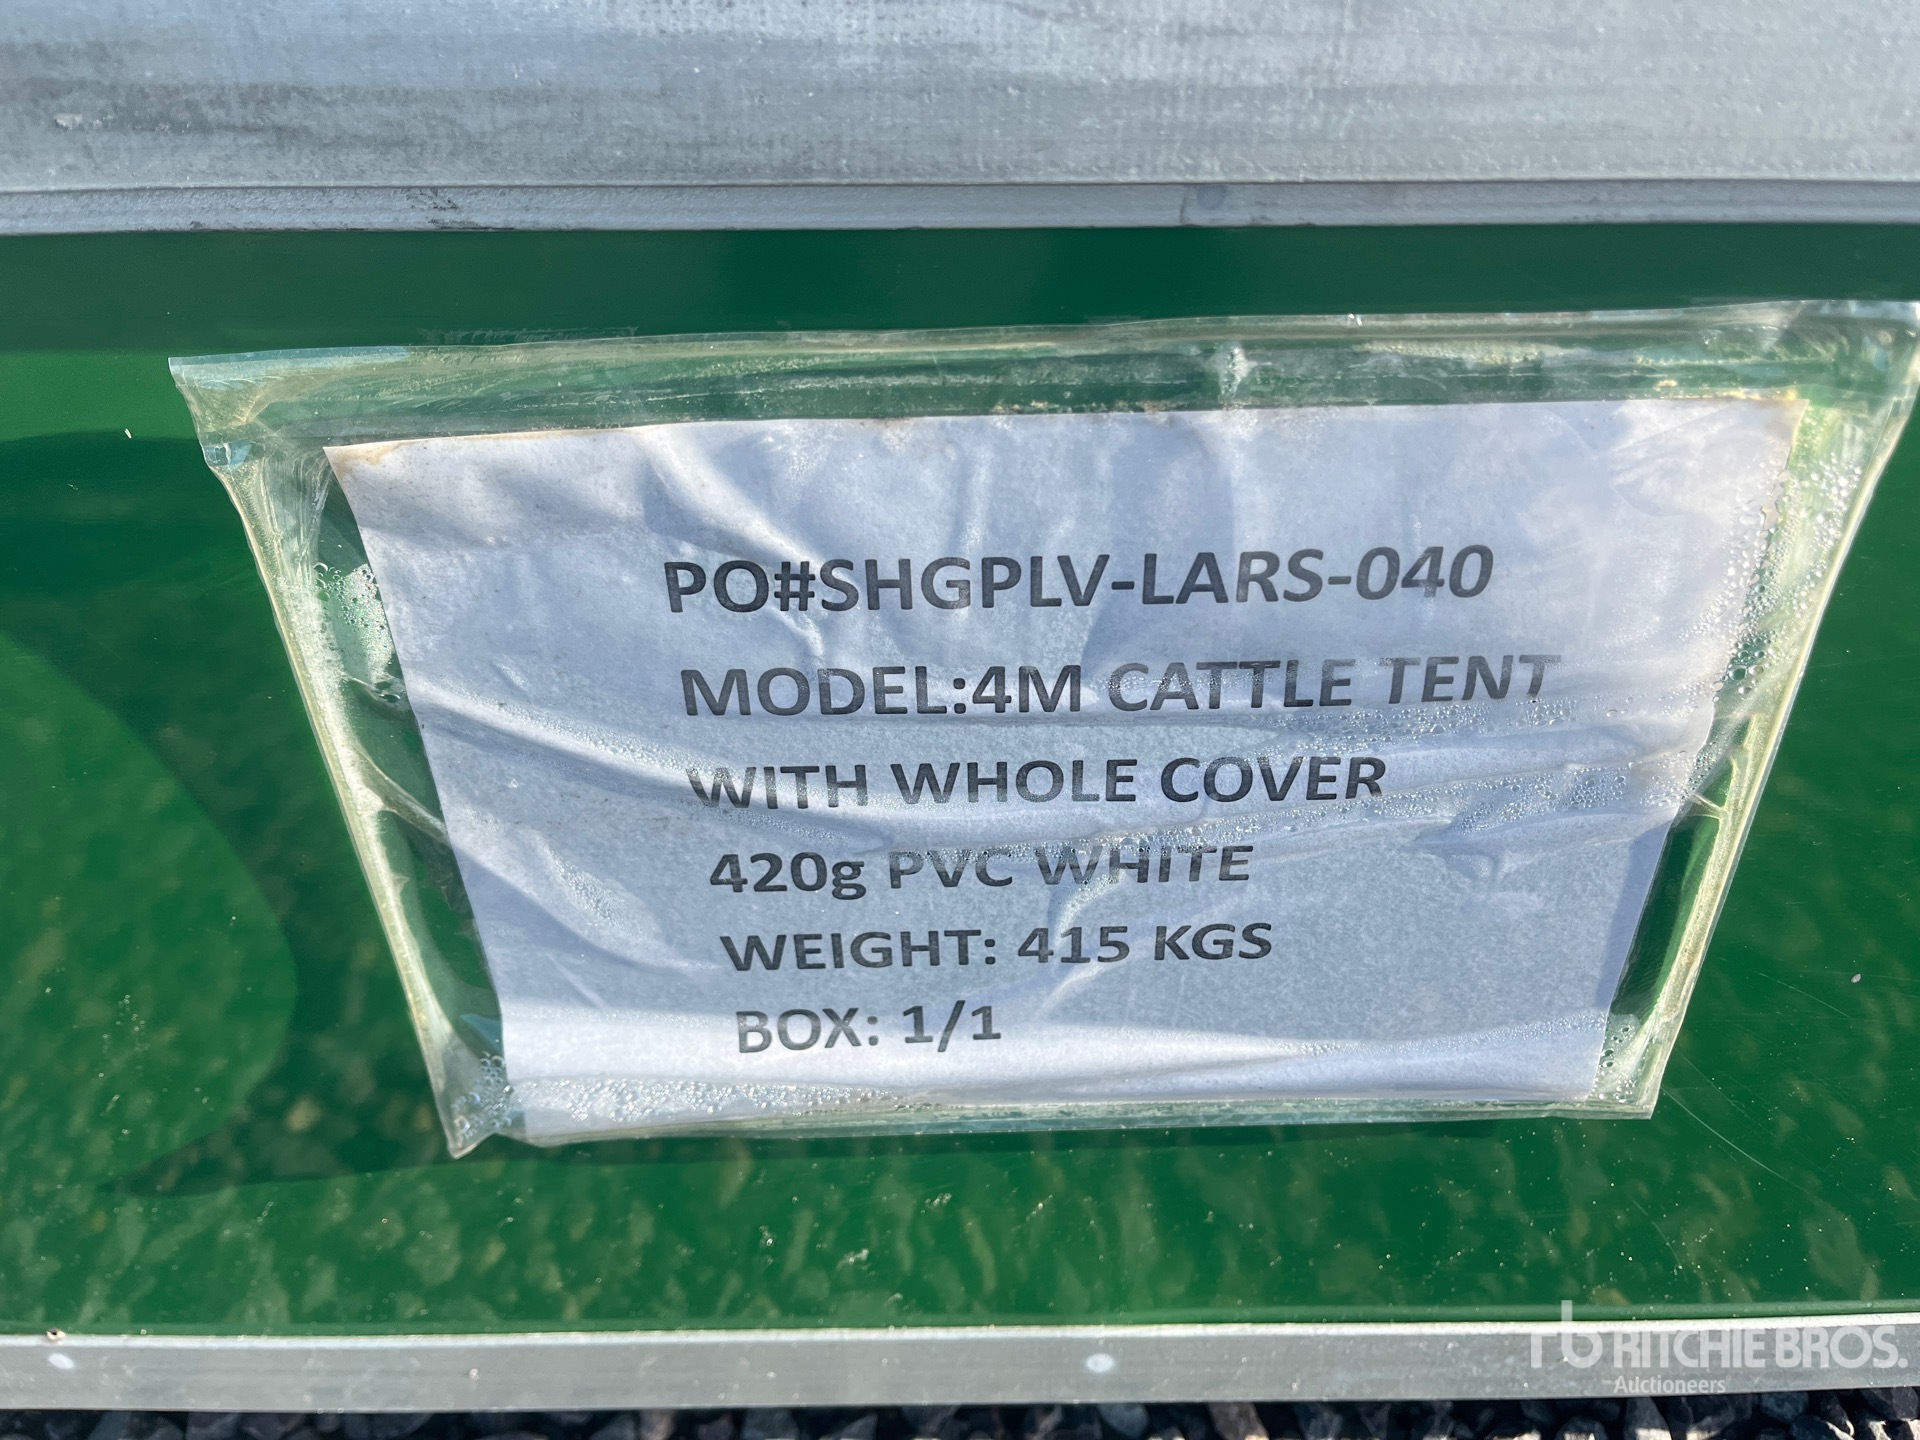 PO#SHGPLV-LARS-040
MODEL:4M CATTLE TENT
WITH WHOLE COVER
420g PVC WHITE
WEIGHT: 415 KGS
BOX: 1/1
rb RITCHIE BROS.
Auctioneers